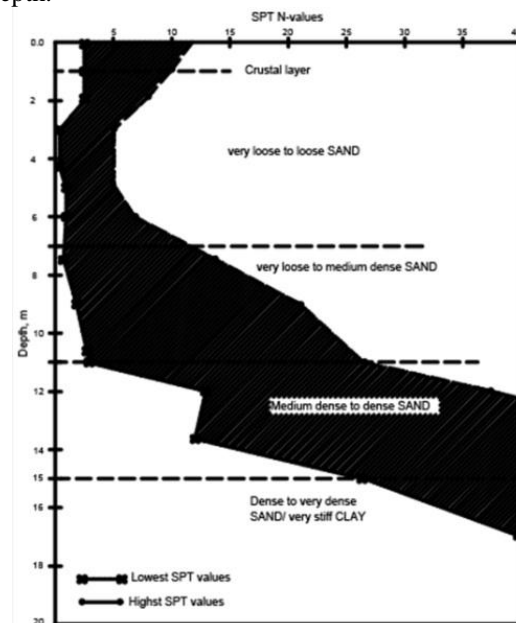 epth.
SPT N-values
5 10 15 20 25 30 35 40
0.0
Crustal layer
2
very loose to loose SAND
4
6
very loose to medium dense SAND
8
Depth, m
10
12
Medium dense to dense SAND
14
15
Dense to very dense
16
SAND/ very stiff CLAY
18
Lowest SPT values
Highst SPT values
20